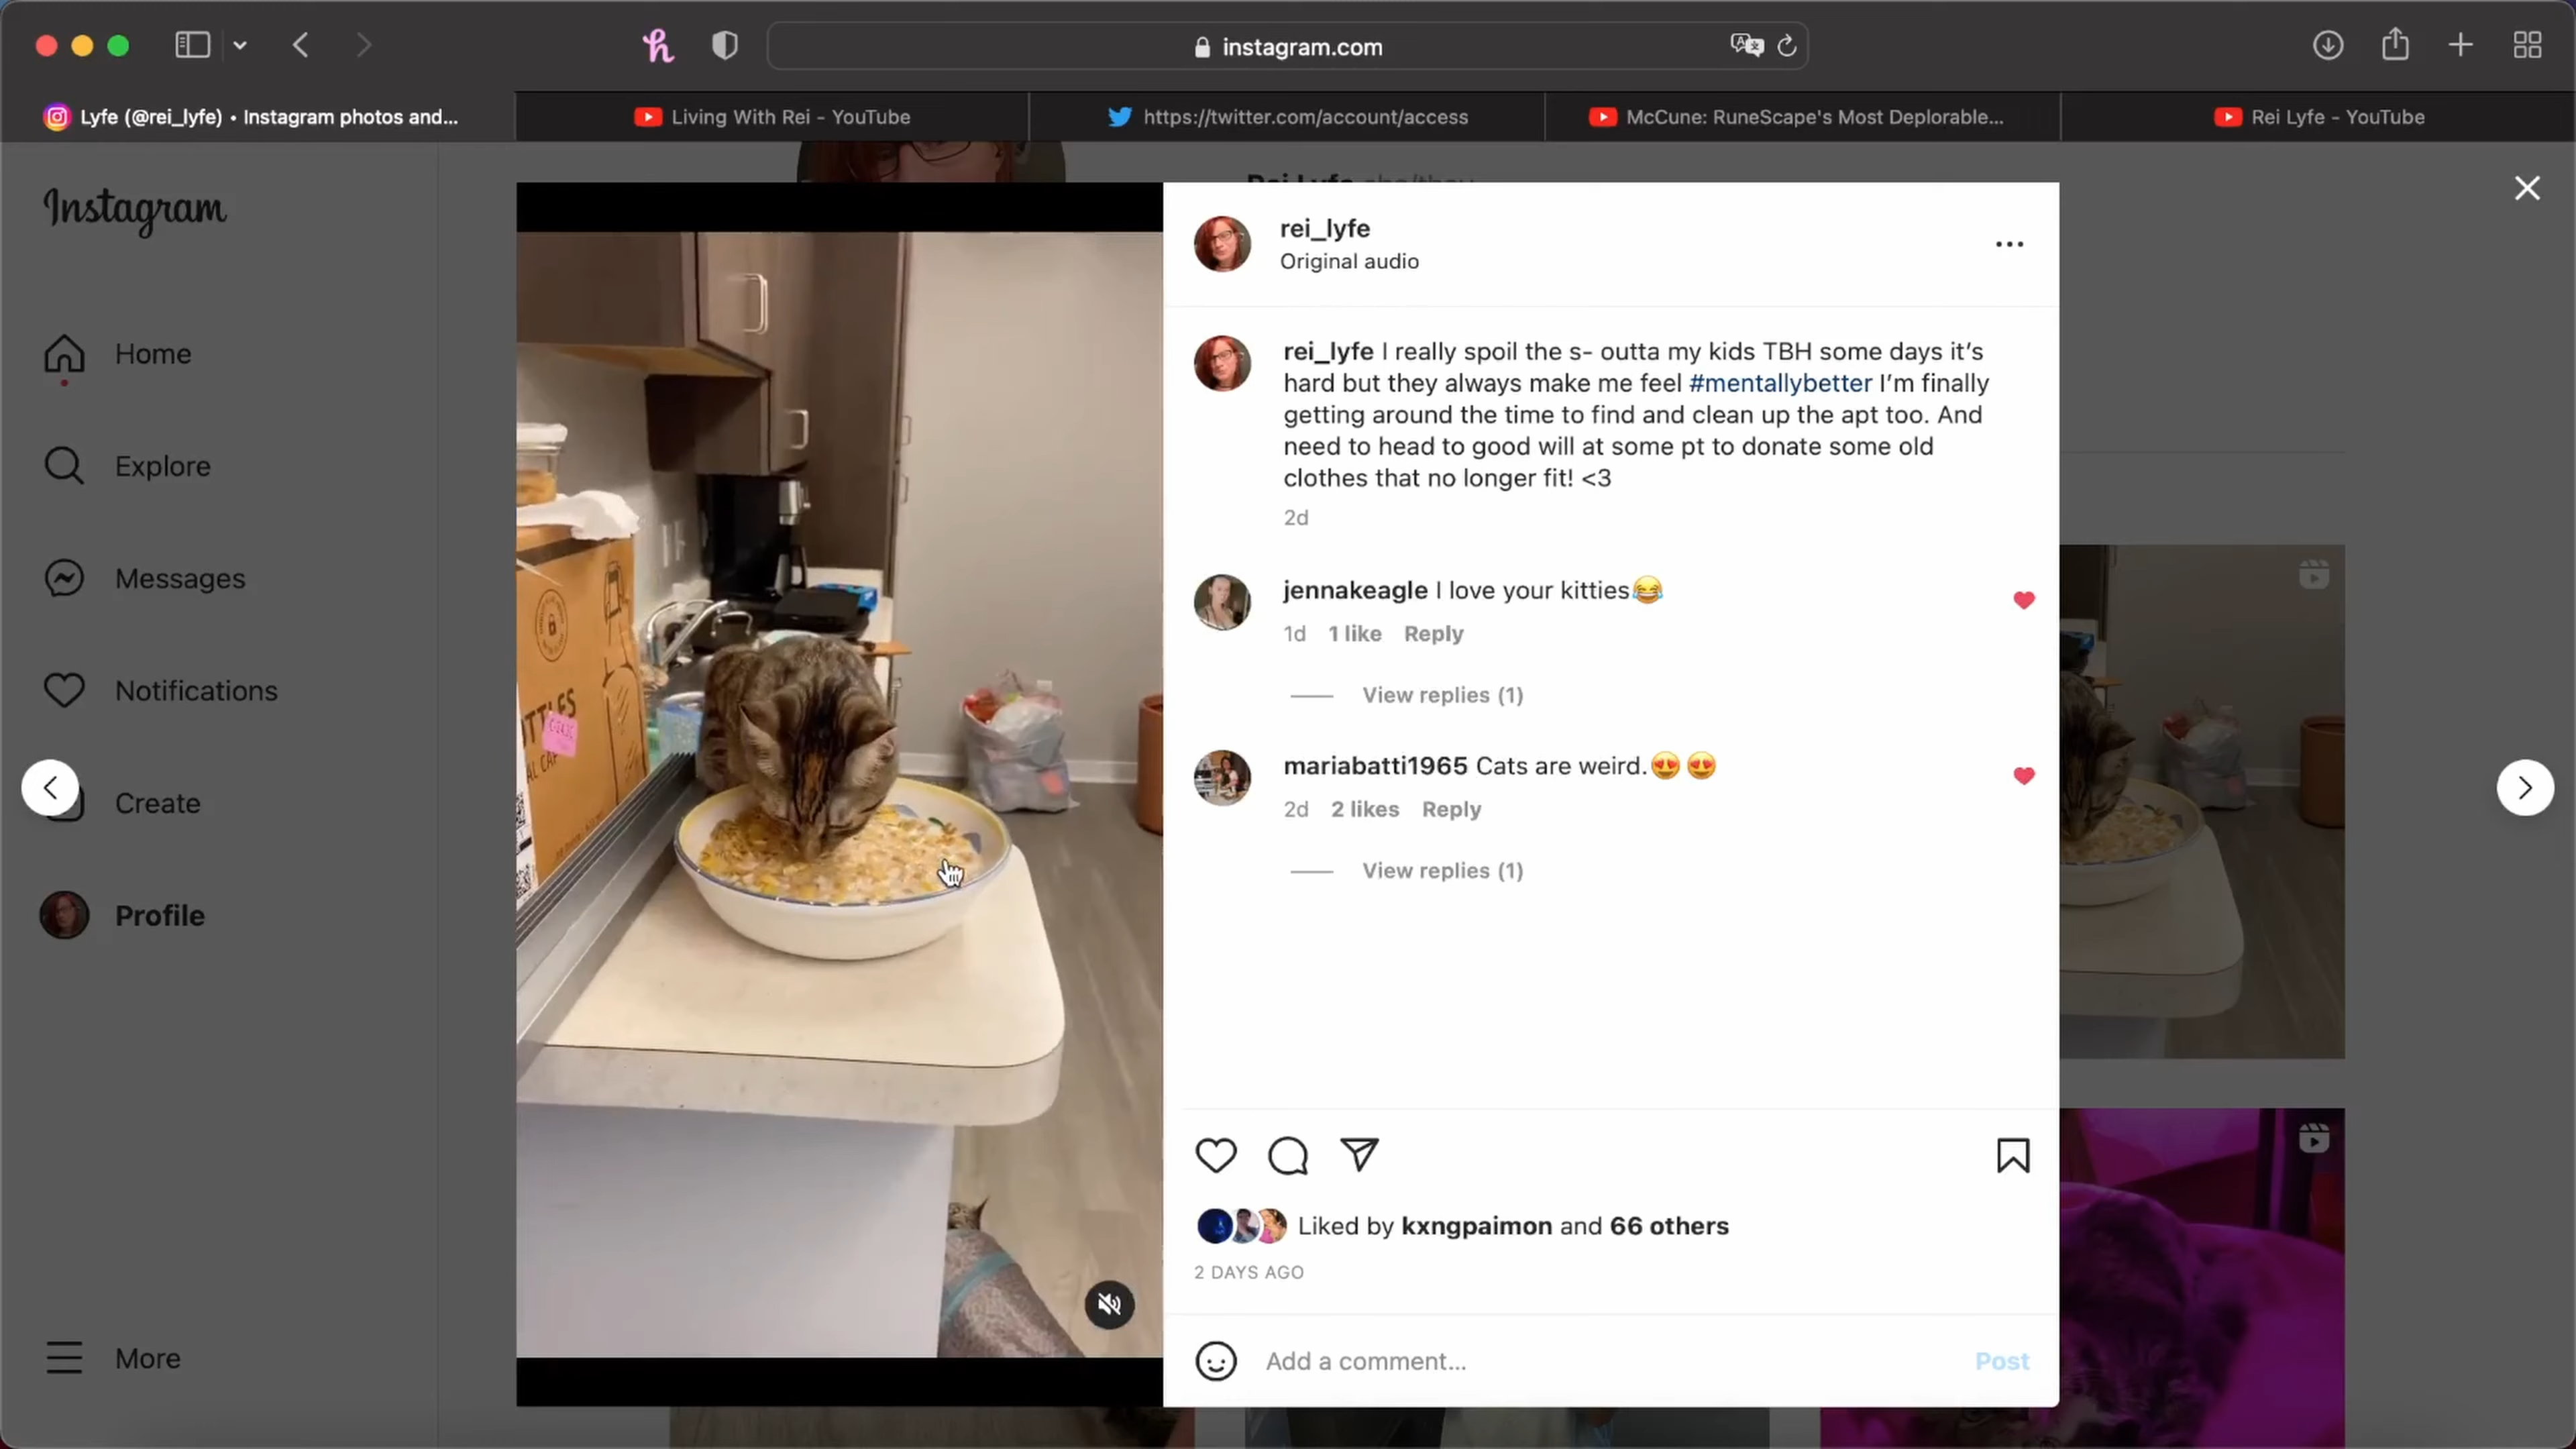 instagram.com
Lyfe (@rei_lyfe) • Instagram photos and...
Living With Rei - YouTube
https://twitter.com/account/access
McCune: RuneScape's Most Deplorable...
Rei Lyfe - YouTube
Instagram
Home
Explore
Messages
Notifications
Create
Profile
More
Rei Lyfe she/they
rei_lyfe
Original audio
rei_lyfe I really spoil the s- outta my kids TBH some days it's
hard but they always make me feel #mentallybetter I'm finally
getting around the time to find and clean up the apt too. And
need to head to good will at some pt to donate some old
clothes that no longer fit! <3
2d
jennakeagle I love your kitties😂
1d 1 like Reply
View replies (1)
mariabatti1965 Cats are weird.😍😍
2d 2 likes Reply
View replies (1)
Liked by kxngpaimon and 66 others
2 DAYS AGO
Add a comment...
Post